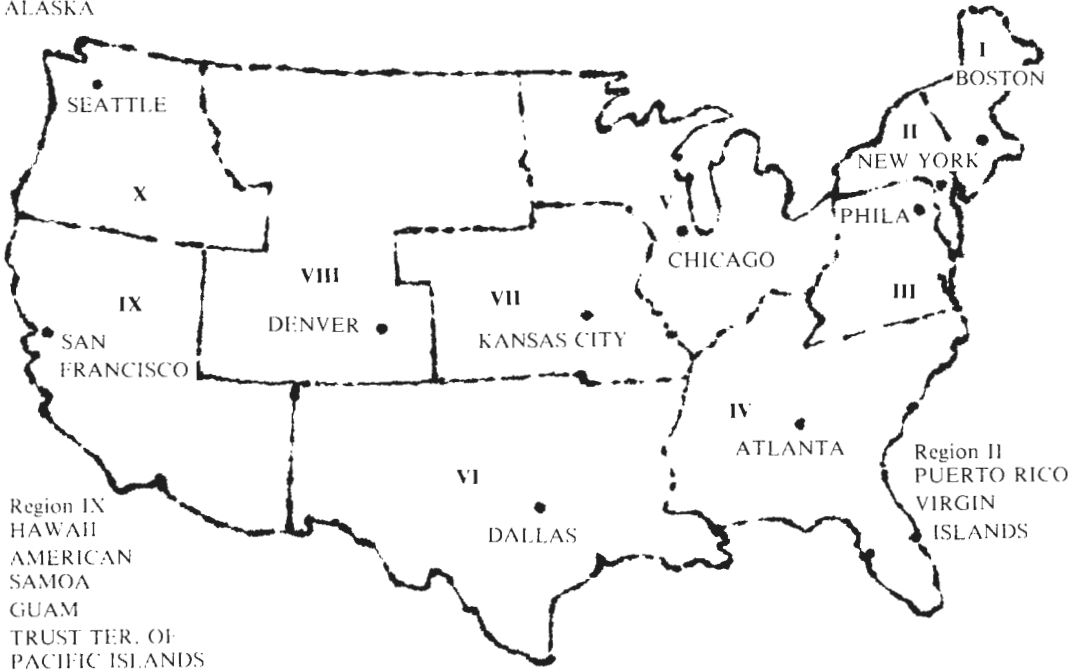 ALASKA
I
BOSTON
SEATTLE
II
NEW YORK
X
V
PHILA
CHICAGO
VIII
IX
VII
III
DENVER
SAN
FRANCISCO
KANSAS CITY
IV
ATLANTA
VI
DALLAS
Region II
PUERTO RICO
VIRGIN
ISLANDS
Region IX
HAWAII
AMERICAN
SAMOA
GUAM
TRUST TER. OF
PACIFIC ISLANDS